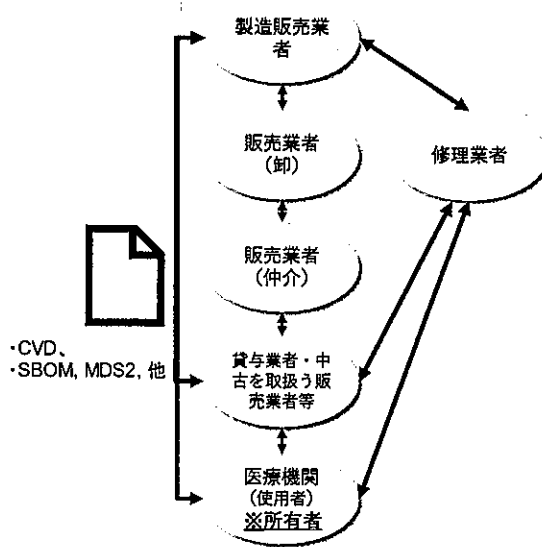 製造販売業
者
販売業者
(卸)
修理業者
販売業者
(仲介)
・CVD、
・SBOM, MDS2, 他
貸与業者・中
古を取扱う販
売業者等
医療機関
(使用者)
※所有者